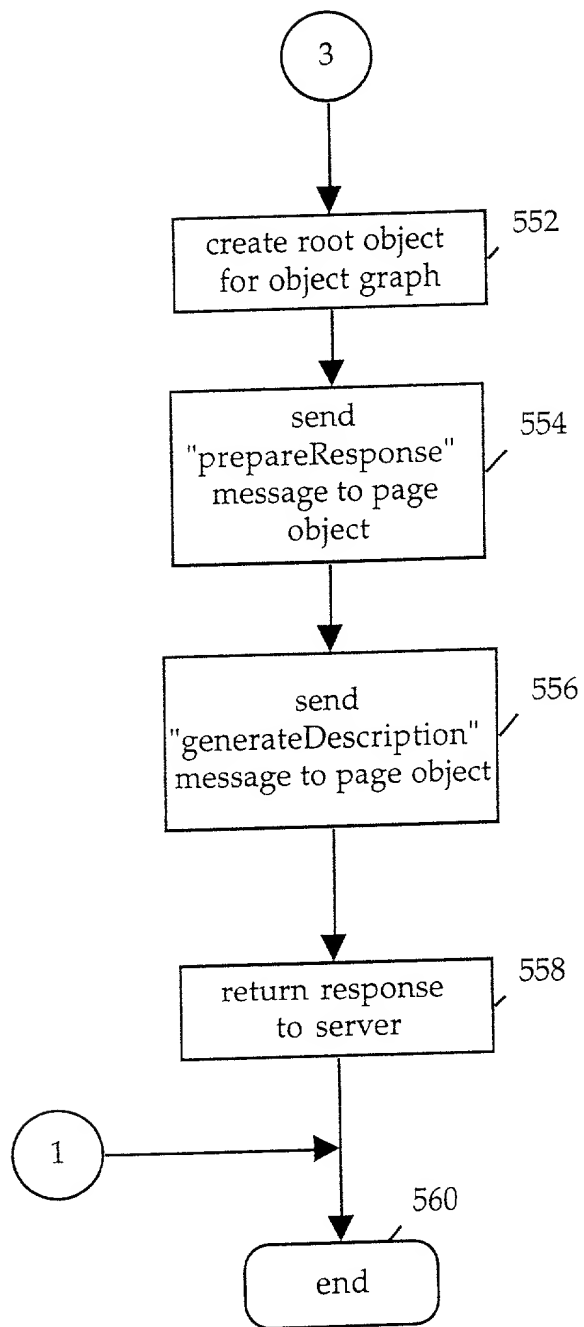 3
552
create root object
for object graph
554
send
"prepareResponse"
message to page
object
556
send
"generateDescription"
message to page object
558
return response
to server
1
560
end